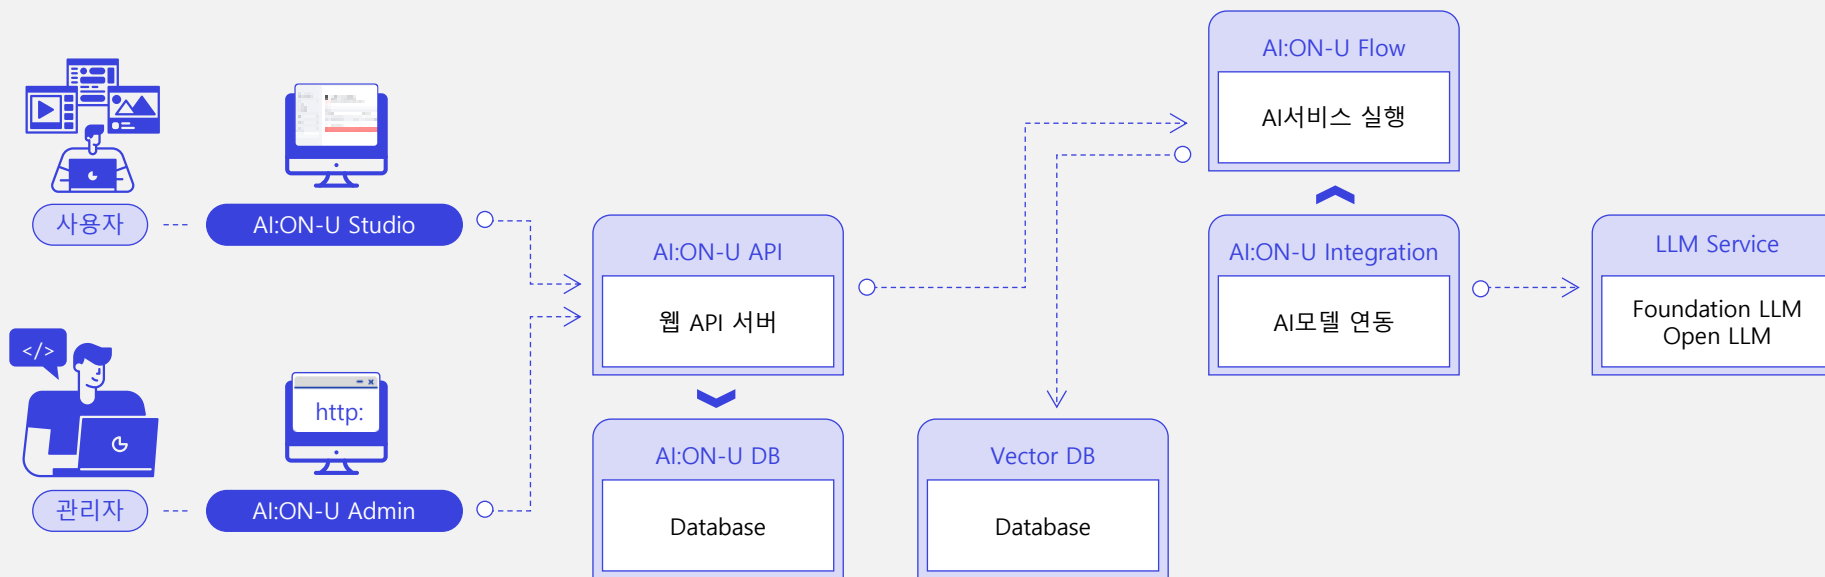 AI:ON-U Flow
AI서비스 실행
사용자
AI:ON-U Studio
AI:ON-U API
웹 API 서버
AI:ON-U Integration
AI모델 연동
LLM Service
Foundation LLM
Open LLM
</>
http:
관리자
AI:ON-U Admin
AI:ON-U DB
Database
Vector DB
Database